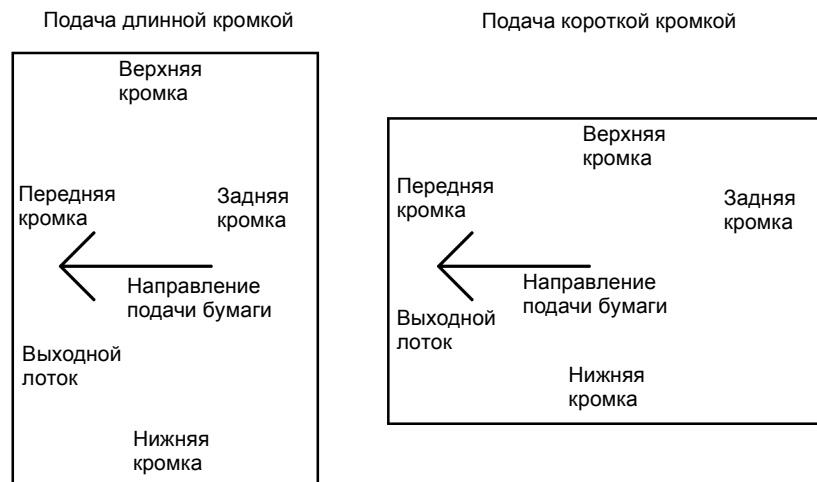 Подача длинной кромкой
Верхняя
кромка
Передняя
кромка
Задняя
кромка
Направление
подачи бумаги
Выходной
лоток
Нижняя
кромка
Подача короткой кромкой
Верхняя
кромка
Передняя
кромка
Задняя
кромка
Направление
подачи бумаги
Выходной
лоток
Нижняя
кромка